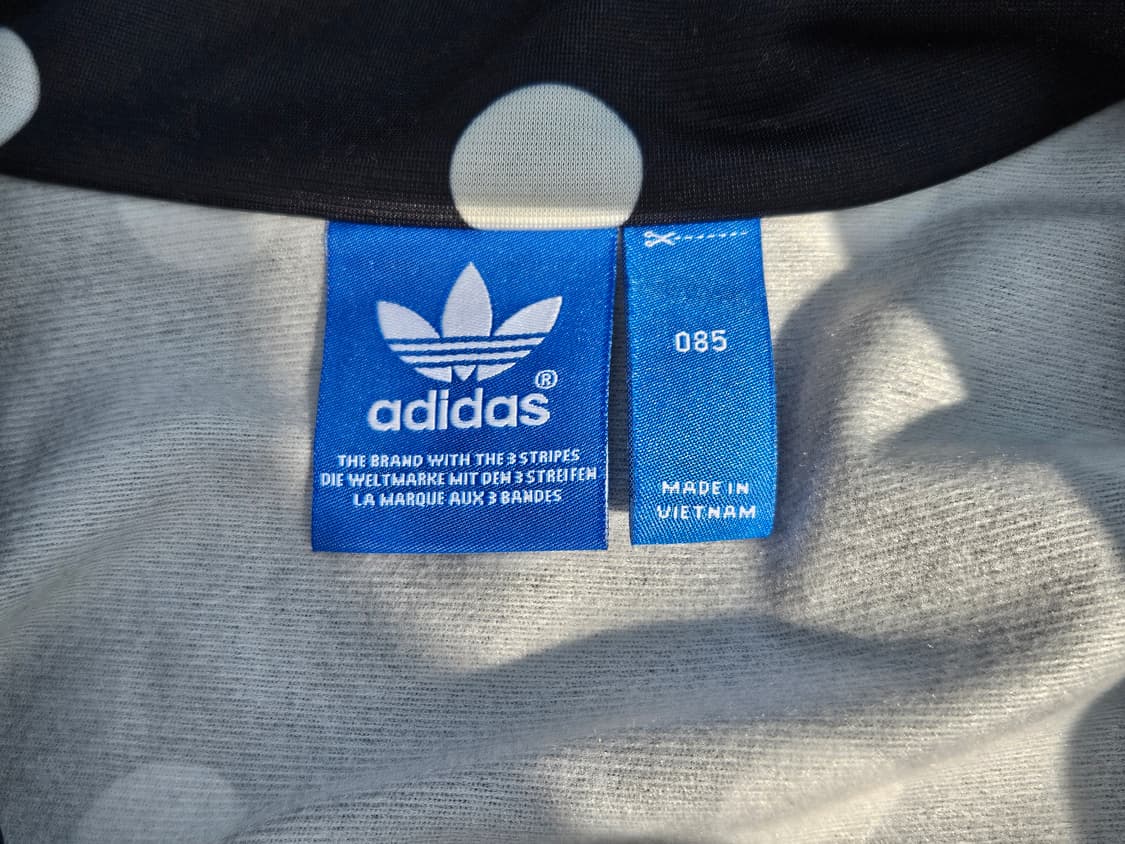 adidas®
THE BRAND WITH THE 3 STRIPES
DIE WELTMARKE MIT DEN 3 STREIFEN
LA MARQUE AUX 3 BANDES
085
MADE IN
VIETNAM